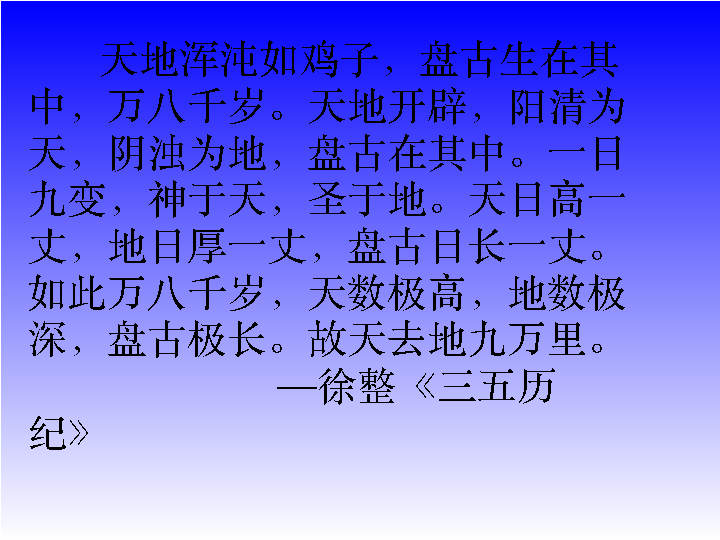 天地浑沌如鸡子，盘古生在其
中，万八千岁。天地开辟，阳清为
天，阴浊为地，盘古在其中。一日
九变，神于天，圣于地。天日高一
丈，地日厚一丈，盘古日长一丈。
如此万八千岁，天数极高，地数极
深，盘古极长。故天去地九万里。
—徐整《三五历
纪》